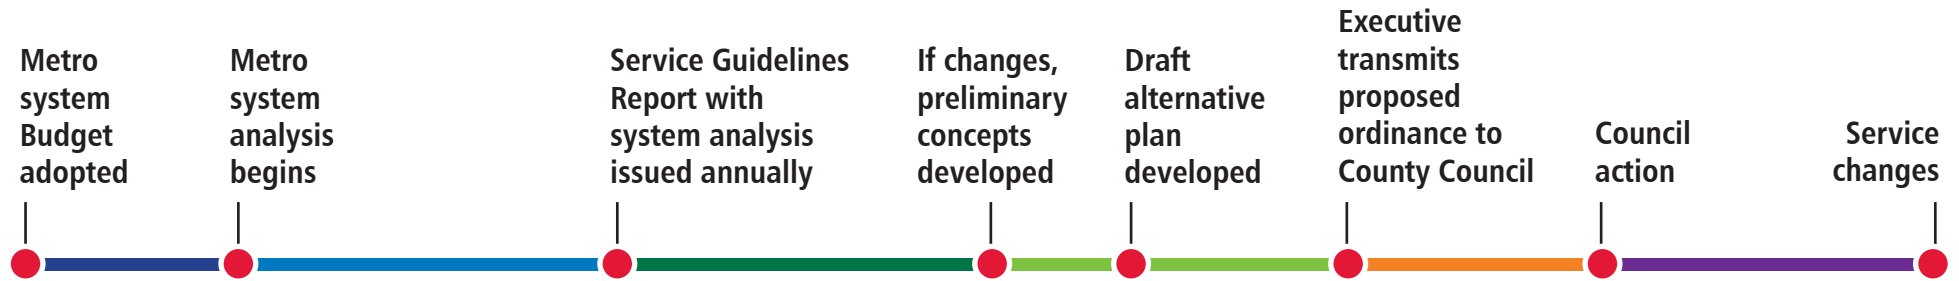 Metro
system
Budget
adopted
Metro
system
analysis
begins
Service Guidelines
Report with
system analysis
issued annually
If changes,
preliminary
concepts
developed
Draft
alternative
plan
developed
Executive
transmits
proposed
ordinance to
County Council
Council
action
Service
changes